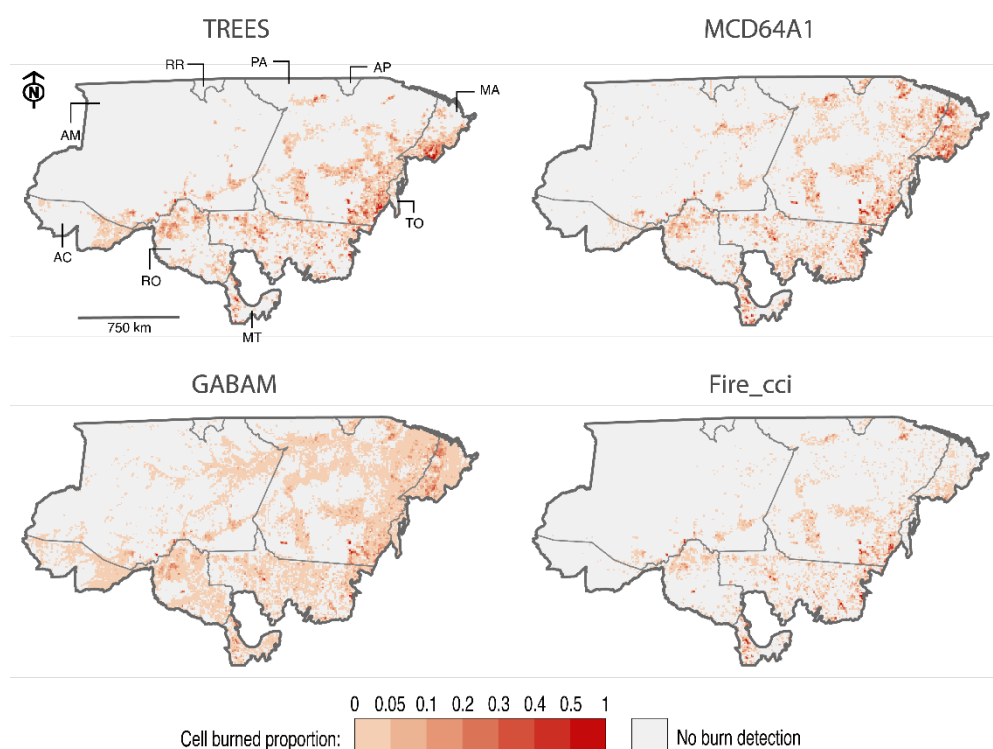 TREES
MCD64A1
N
RR
PA
AP
MA
AM
TO
AC
RO
MT
750 km
GABAM
Fire_cci
0 0.05 0.1 0.2 0.3 0.4 0.5 1
Cell burned proportion:
No burn detection